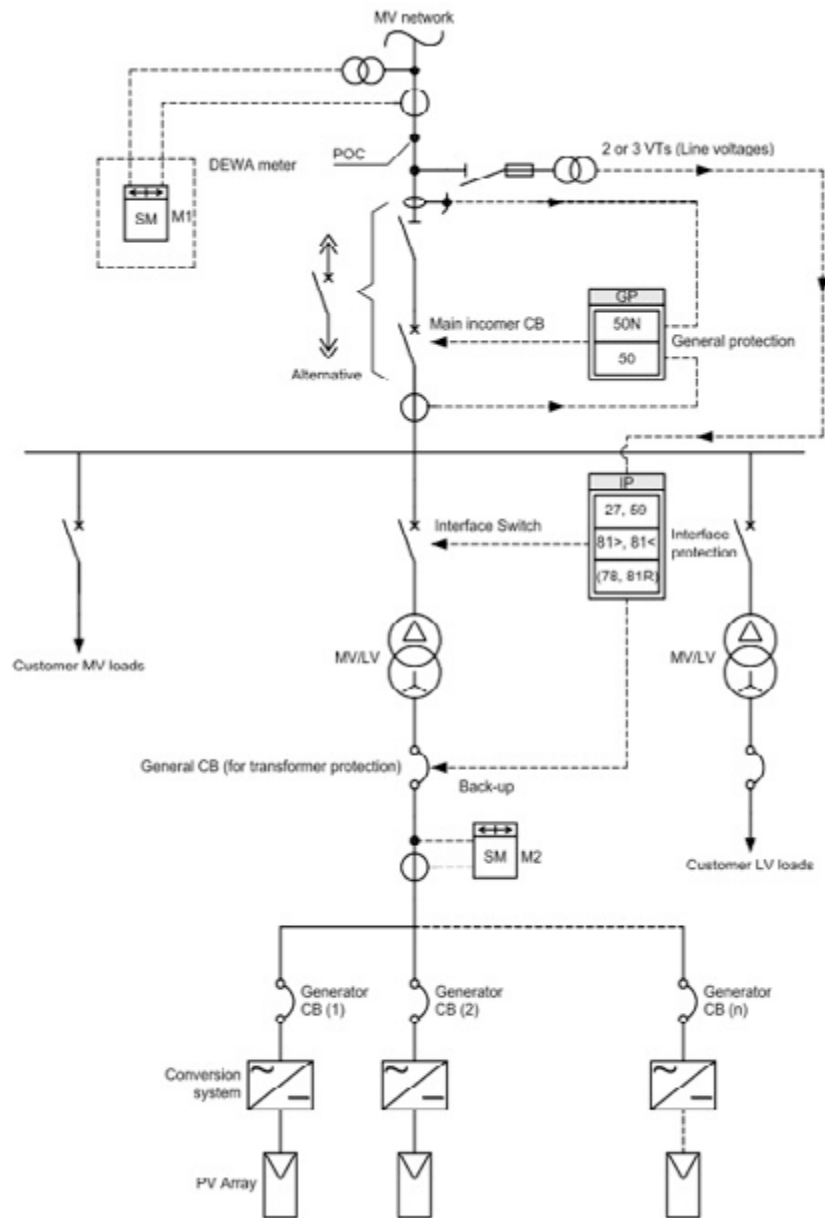 MV network
DEWA meter
POC
2 or 3 VTs (Line voltages)
SM
M1
GP
50N
50
General protection
Main incomer CB
Alternative
IP
27, 59
81>, 81<
(78, 81R)
Interface
protection
Interface Switch
Customer MV loads
MV/LV
MV/LV
General CB (for transformer protection)
Back-up
SM
M2
Customer LV loads
Generator
CB (1)
Generator
CB (2)
Generator
CB (n)
Conversion
system
PV Array